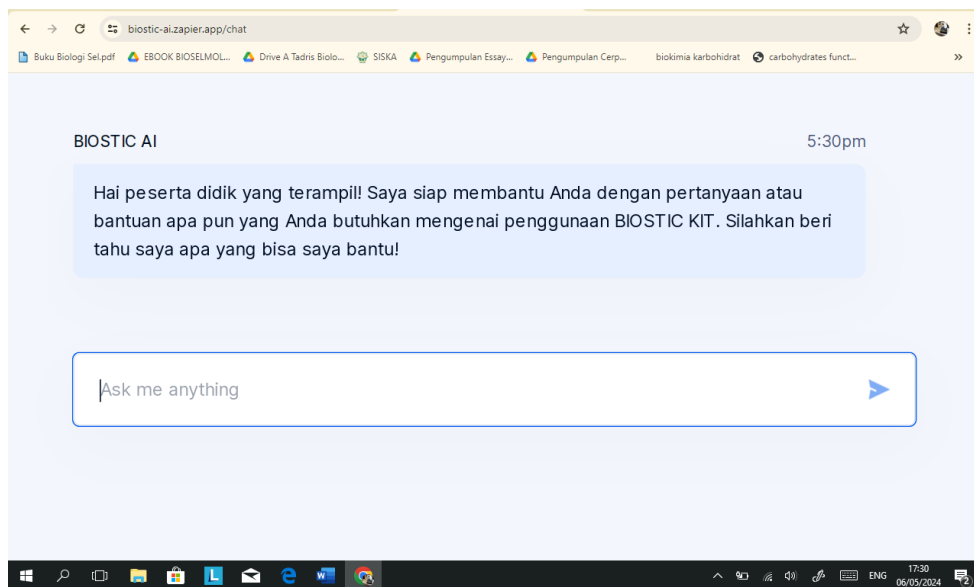 biostic-ai.zapier.app/chat
Buku Biologi Sel.pdf EBOOK BIOSELMOL... Drive A Tadris Biolo... SISKA Pengumpulan Essay... Pengumpulan Cerp... biokimia karbohidrat carbohydrates funct... »
BIOSTIC AI 5:30pm
Hai peserta didik yang terampil! Saya siap membantu Anda dengan pertanyaan atau
bantuan apa pun yang Anda butuhkan mengenai penggunaan BIOSTIC KIT. Silahkan beri
tahu saya apa yang bisa saya bantu!
Ask me anything
L W ENG 17:30
06/05/2024 2